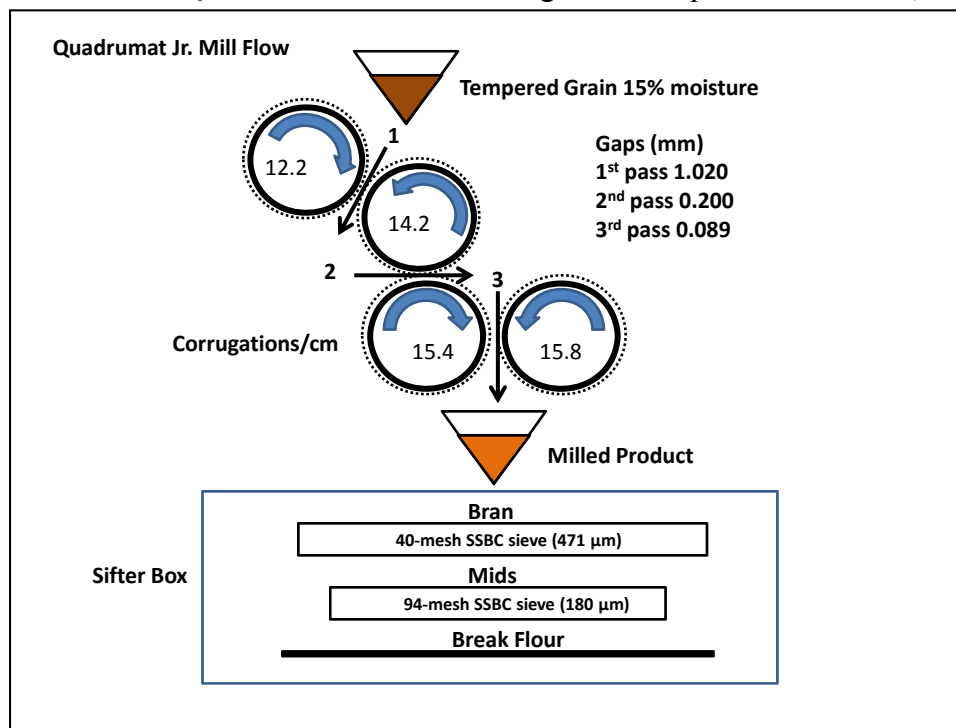 Quadrumat Jr. Mill Flow
Tempered Grain 15% moisture
1
12.2
Gaps (mm)
1st pass 1.020
2nd pass 0.200
3rd pass 0.089
14.2
2
3
Corrugations/cm
15.4
15.8
Milled Product
Bran
40-mesh SSBC sieve (471 µm)
Sifter Box
Mids
94-mesh SSBC sieve (180 µm)
Break Flour